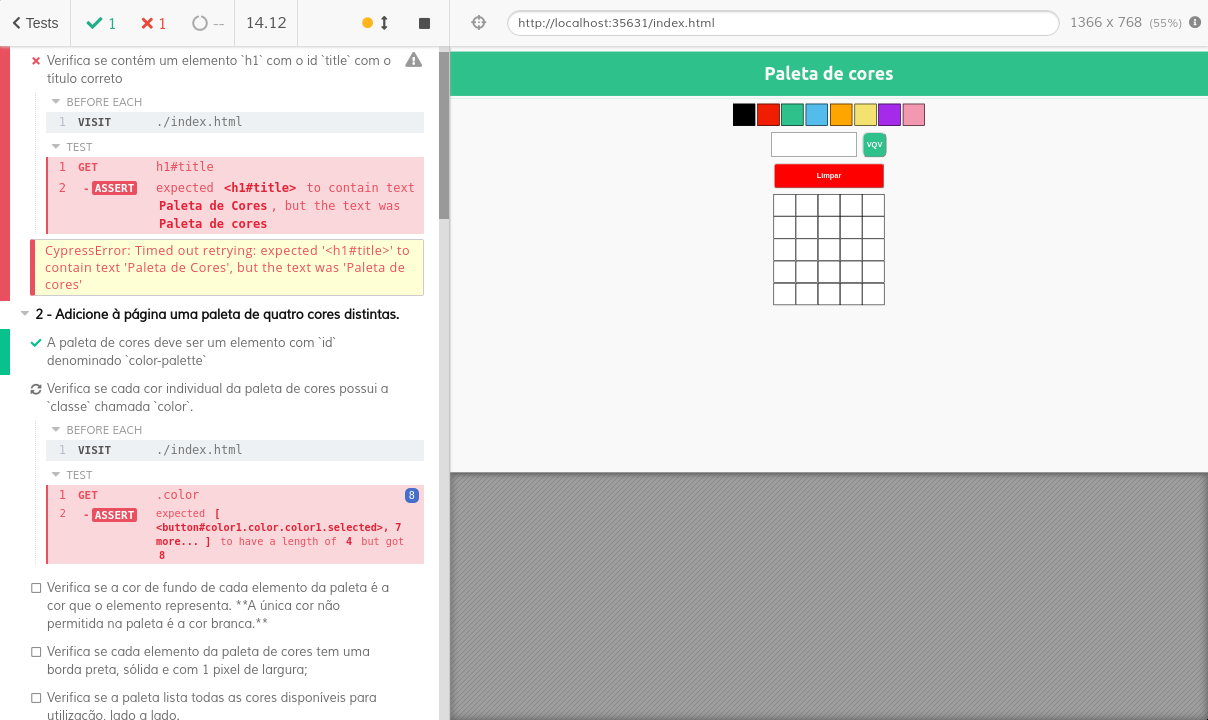 Tests
1
1
--
14.12
http://localhost:35631/index.html
1366 x 768 (55%)
Verifica se contém um elemento `h1` com o id `title` com o
título correto
BEFORE EACH
1 VISIT ./index.html
TEST
1 GET h1#title
2 - ASSERT expected <h1#title> to contain text
Paleta de Cores , but the text was
Paleta de cores
CypressError: Timed out retrying: expected '<h1#title>' to
contain text 'Paleta de Cores', but the text was 'Paleta de
cores'
2 - Adicione à página uma paleta de quatro cores distintas.
A paleta de cores deve ser um elemento com `id`
denominado `color-palette`
Verifica se cada cor individual da paleta de cores possui a
`classe` chamada `color`.
BEFORE EACH
1 VISIT ./index.html
TEST
1 GET .color 8
2 - ASSERT expected [
<button#color1.color.color1.selected>, 7
more... ] to have a length of 4 but got
8
Verifica se a cor de fundo de cada elemento da paleta é a
cor que o elemento representa. **A única cor não
permitida na paleta é a cor branca.**
Verifica se cada elemento da paleta de cores tem uma
borda preta, sólida e com 1 pixel de largura;
Verifica se a paleta lista todas as cores disponíveis para
utilização, lado a lado.
Paleta de cores
VQV
Limpar